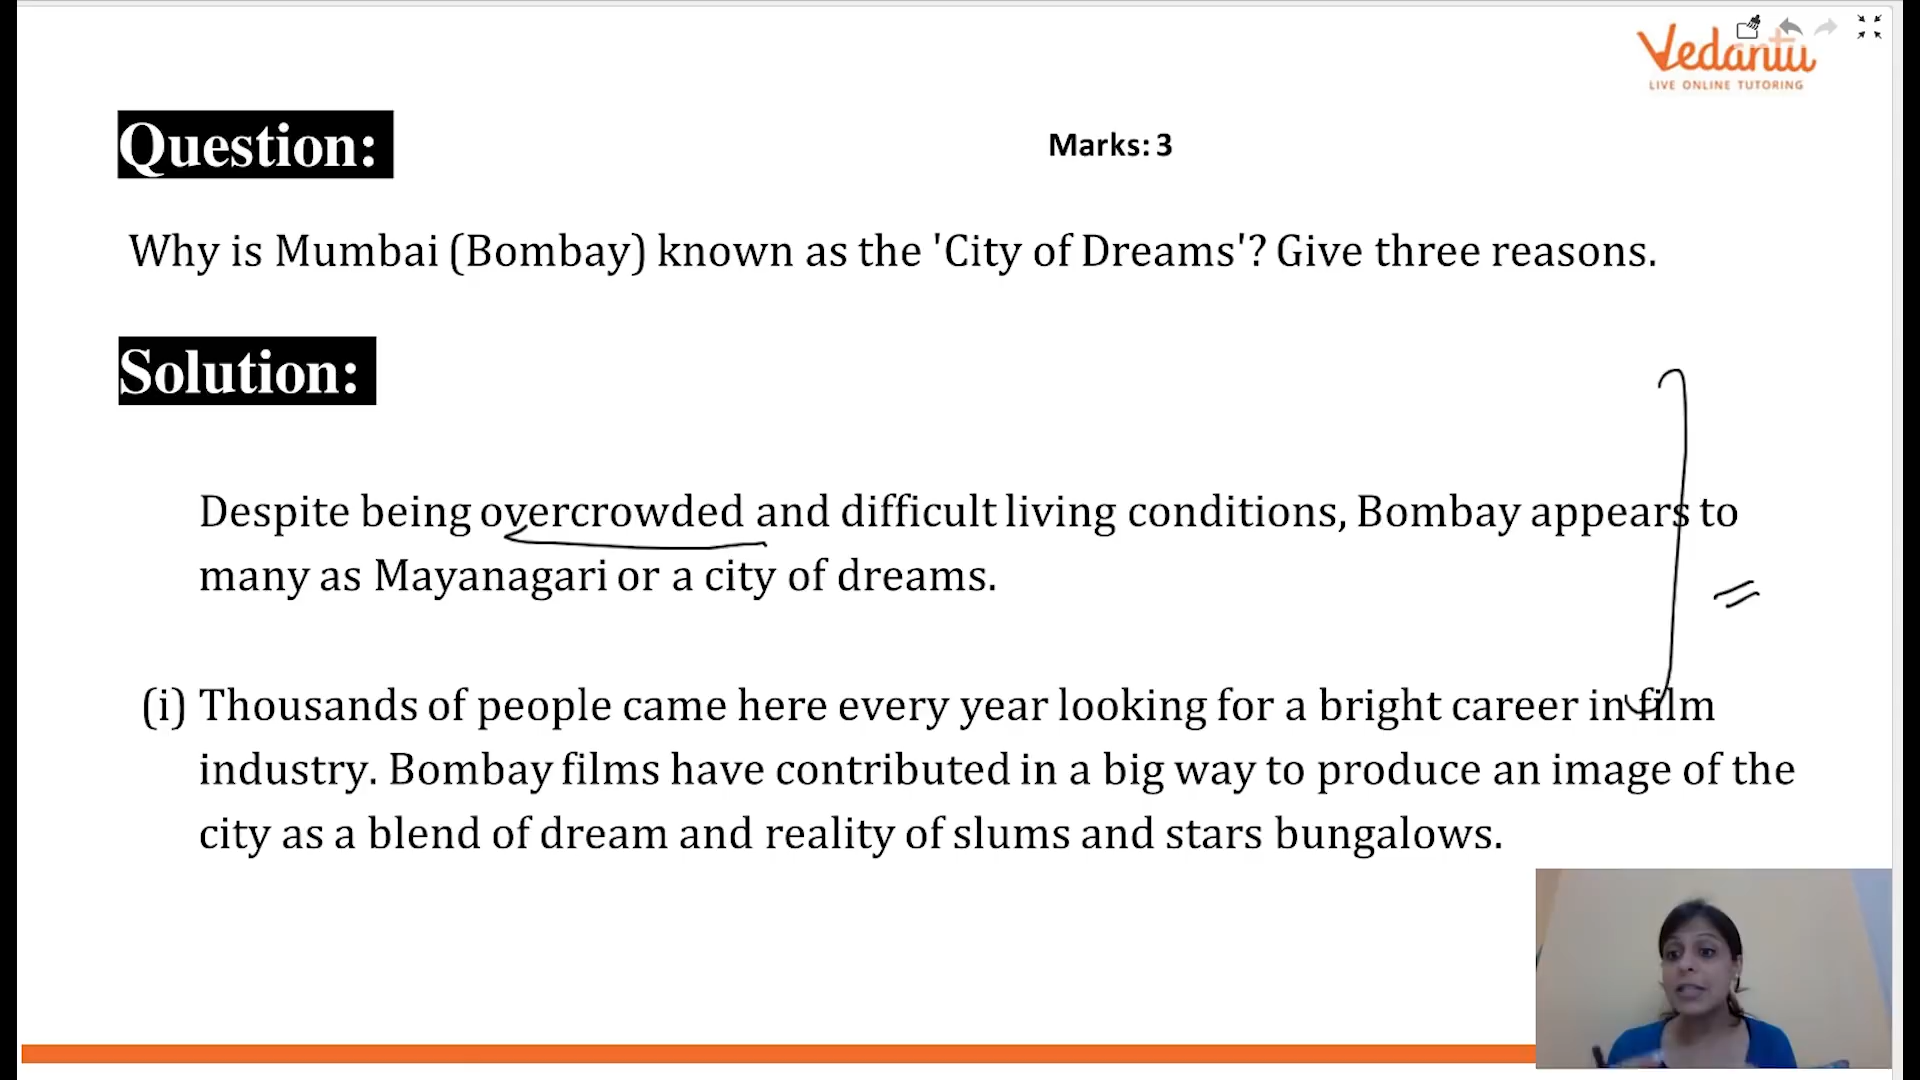 Vedantu
LIVE ONLINE TUTORING
Question:
Marks: 3
Why is Mumbai (Bombay) known as the 'City of Dreams'? Give three reasons.
Solution:
Despite being overcrowded and difficult living conditions, Bombay appears to
many as Mayanagari or a city of dreams.
(i) Thousands of people came here every year looking for a bright career in film
industry. Bombay films have contributed in a big way to produce an image of the
city as a blend of dream and reality of slums and stars bungalows.